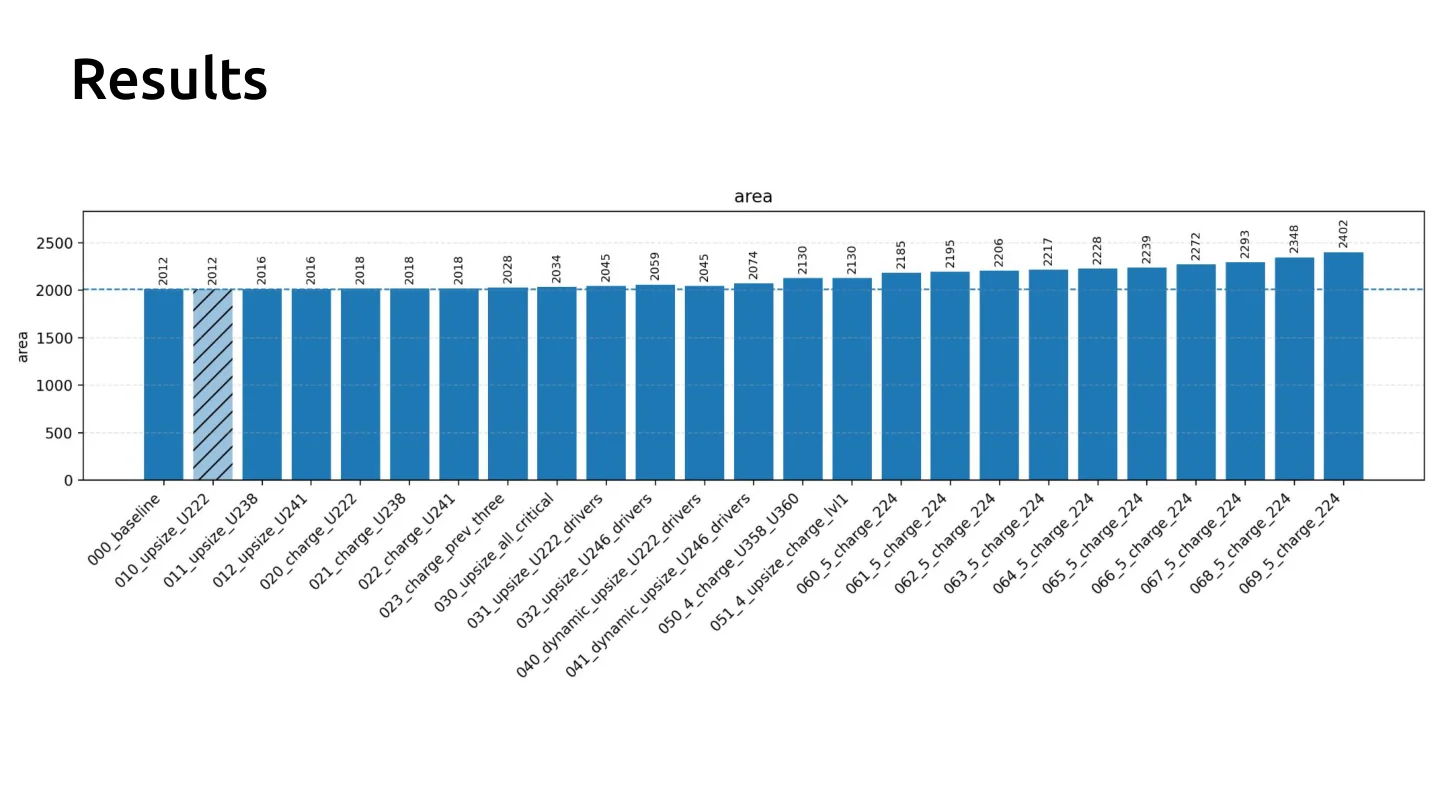 Results
area
2500
2000
1500
1000
500
0
area
2012
2012
2016
2016
2018
2018
2018
2028
2034
2045
2059
2045
2074
2130
2130
2185
2195
2206
2217
2228
2239
2272
2293
2348
2402
000_baseline
010_upsize_U222
011_upsize_U238
012_upsize_U241
020_charge_U222
021_charge_U238
022_charge_U241
023_charge_prev_three
030_upsize_all_critical
031_upsize_U222_drivers
032_upsize_U246_drivers
040_dynamic_upsize_U222_drivers
041_dynamic_upsize_U246_drivers
050_4_charge_U358_U360
051_4_upsize_charge_lvl1
060_5_charge_224
061_5_charge_224
062_5_charge_224
063_5_charge_224
064_5_charge_224
065_5_charge_224
066_5_charge_224
067_5_charge_224
068_5_charge_224
069_5_charge_224